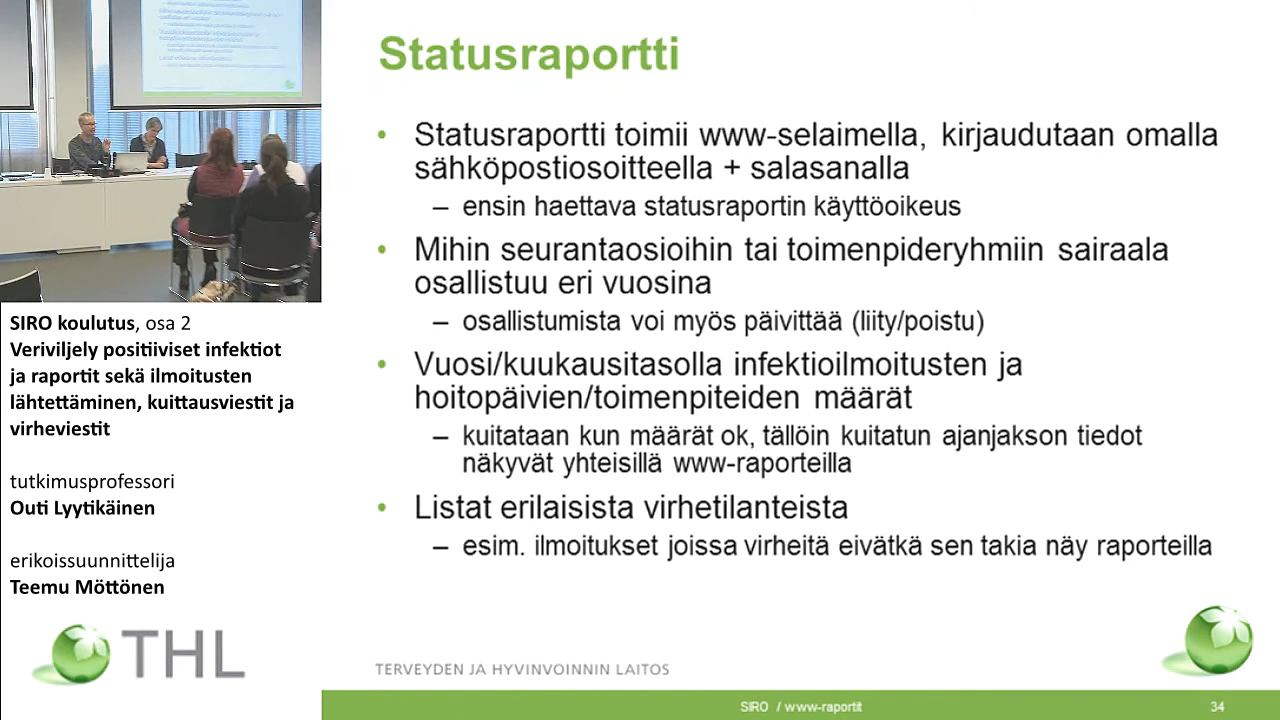 Statusraportti
• Statusraportti toimii www-selaimella, kirjaudutaan omalla
sähköpostiosoitteella + salasanalla
– ensin haettava statusraportin käyttöoikeus
• Mihin seurantaosioihin tai toimenpideryhmiin sairaala
osallistuu eri vuosina
– osallistumista voi myös päivittää (liity/poistu)
• Vuosi/kuukausitasolla infektioilmoitusten ja
hoitopäivien/toimenpiteiden määrät
– kuitataan kun määrät ok, tällöin kuitatun ajanjakson tiedot
näkyvät yhteisillä www-raporteilla
• Listat erilaisista virhetilanteista
– esim. ilmoitukset joissa virheitä eivätkä sen takia näy raporteilla
SIRO koulutus, osa 2
Veriviljely positiiviset infektiot
ja raportit sekä ilmoitusten
lähtettäminen, kuittausviestit ja
virheviestit
tutkimusprofessori
Outi Lyytikäinen
erikoissuunnittelija
Teemu Möttönen
THL
TERVEYDEN JA HYVINVOINNIN LAITOS
SIRO / www-raportit
34